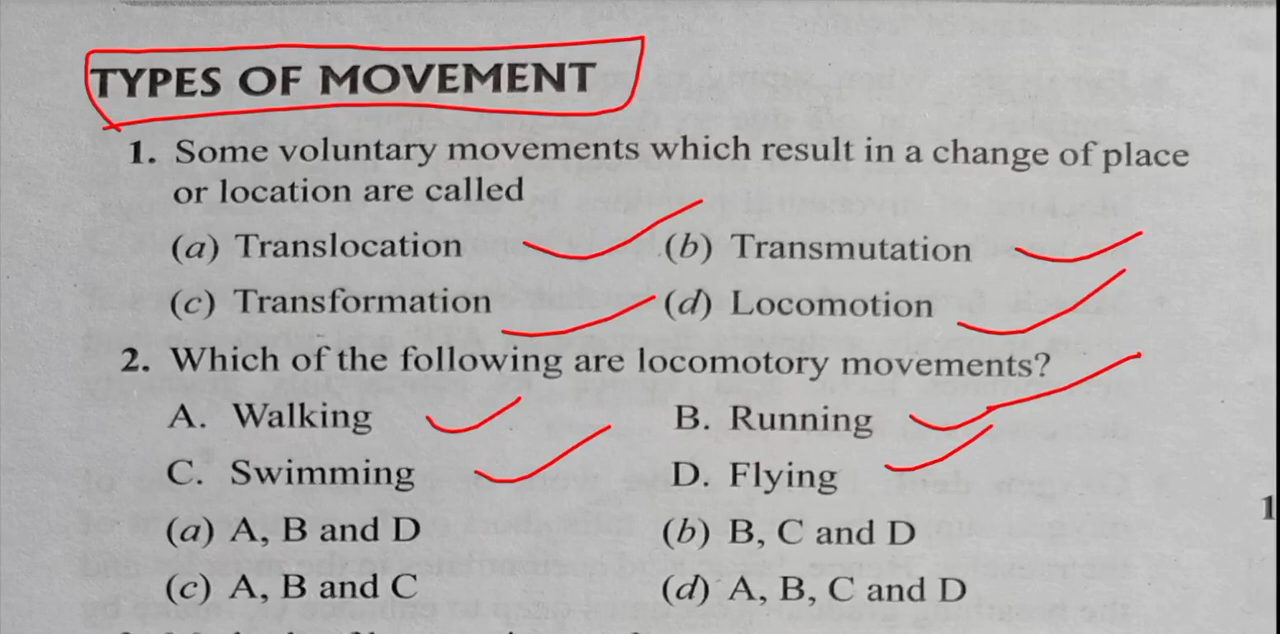 TYPES OF MOVEMENT
1. Some voluntary movements which result in a change of place
or location are called
(a) Translocation (b) Transmutation
(c) Transformation (d) Locomotion
2. Which of the following are locomotory movements?
A. Walking B. Running
C. Swimming D. Flying
(a) A, B and D (b) B, C and D
1
(c) A, B and C (d) A, B, C and D